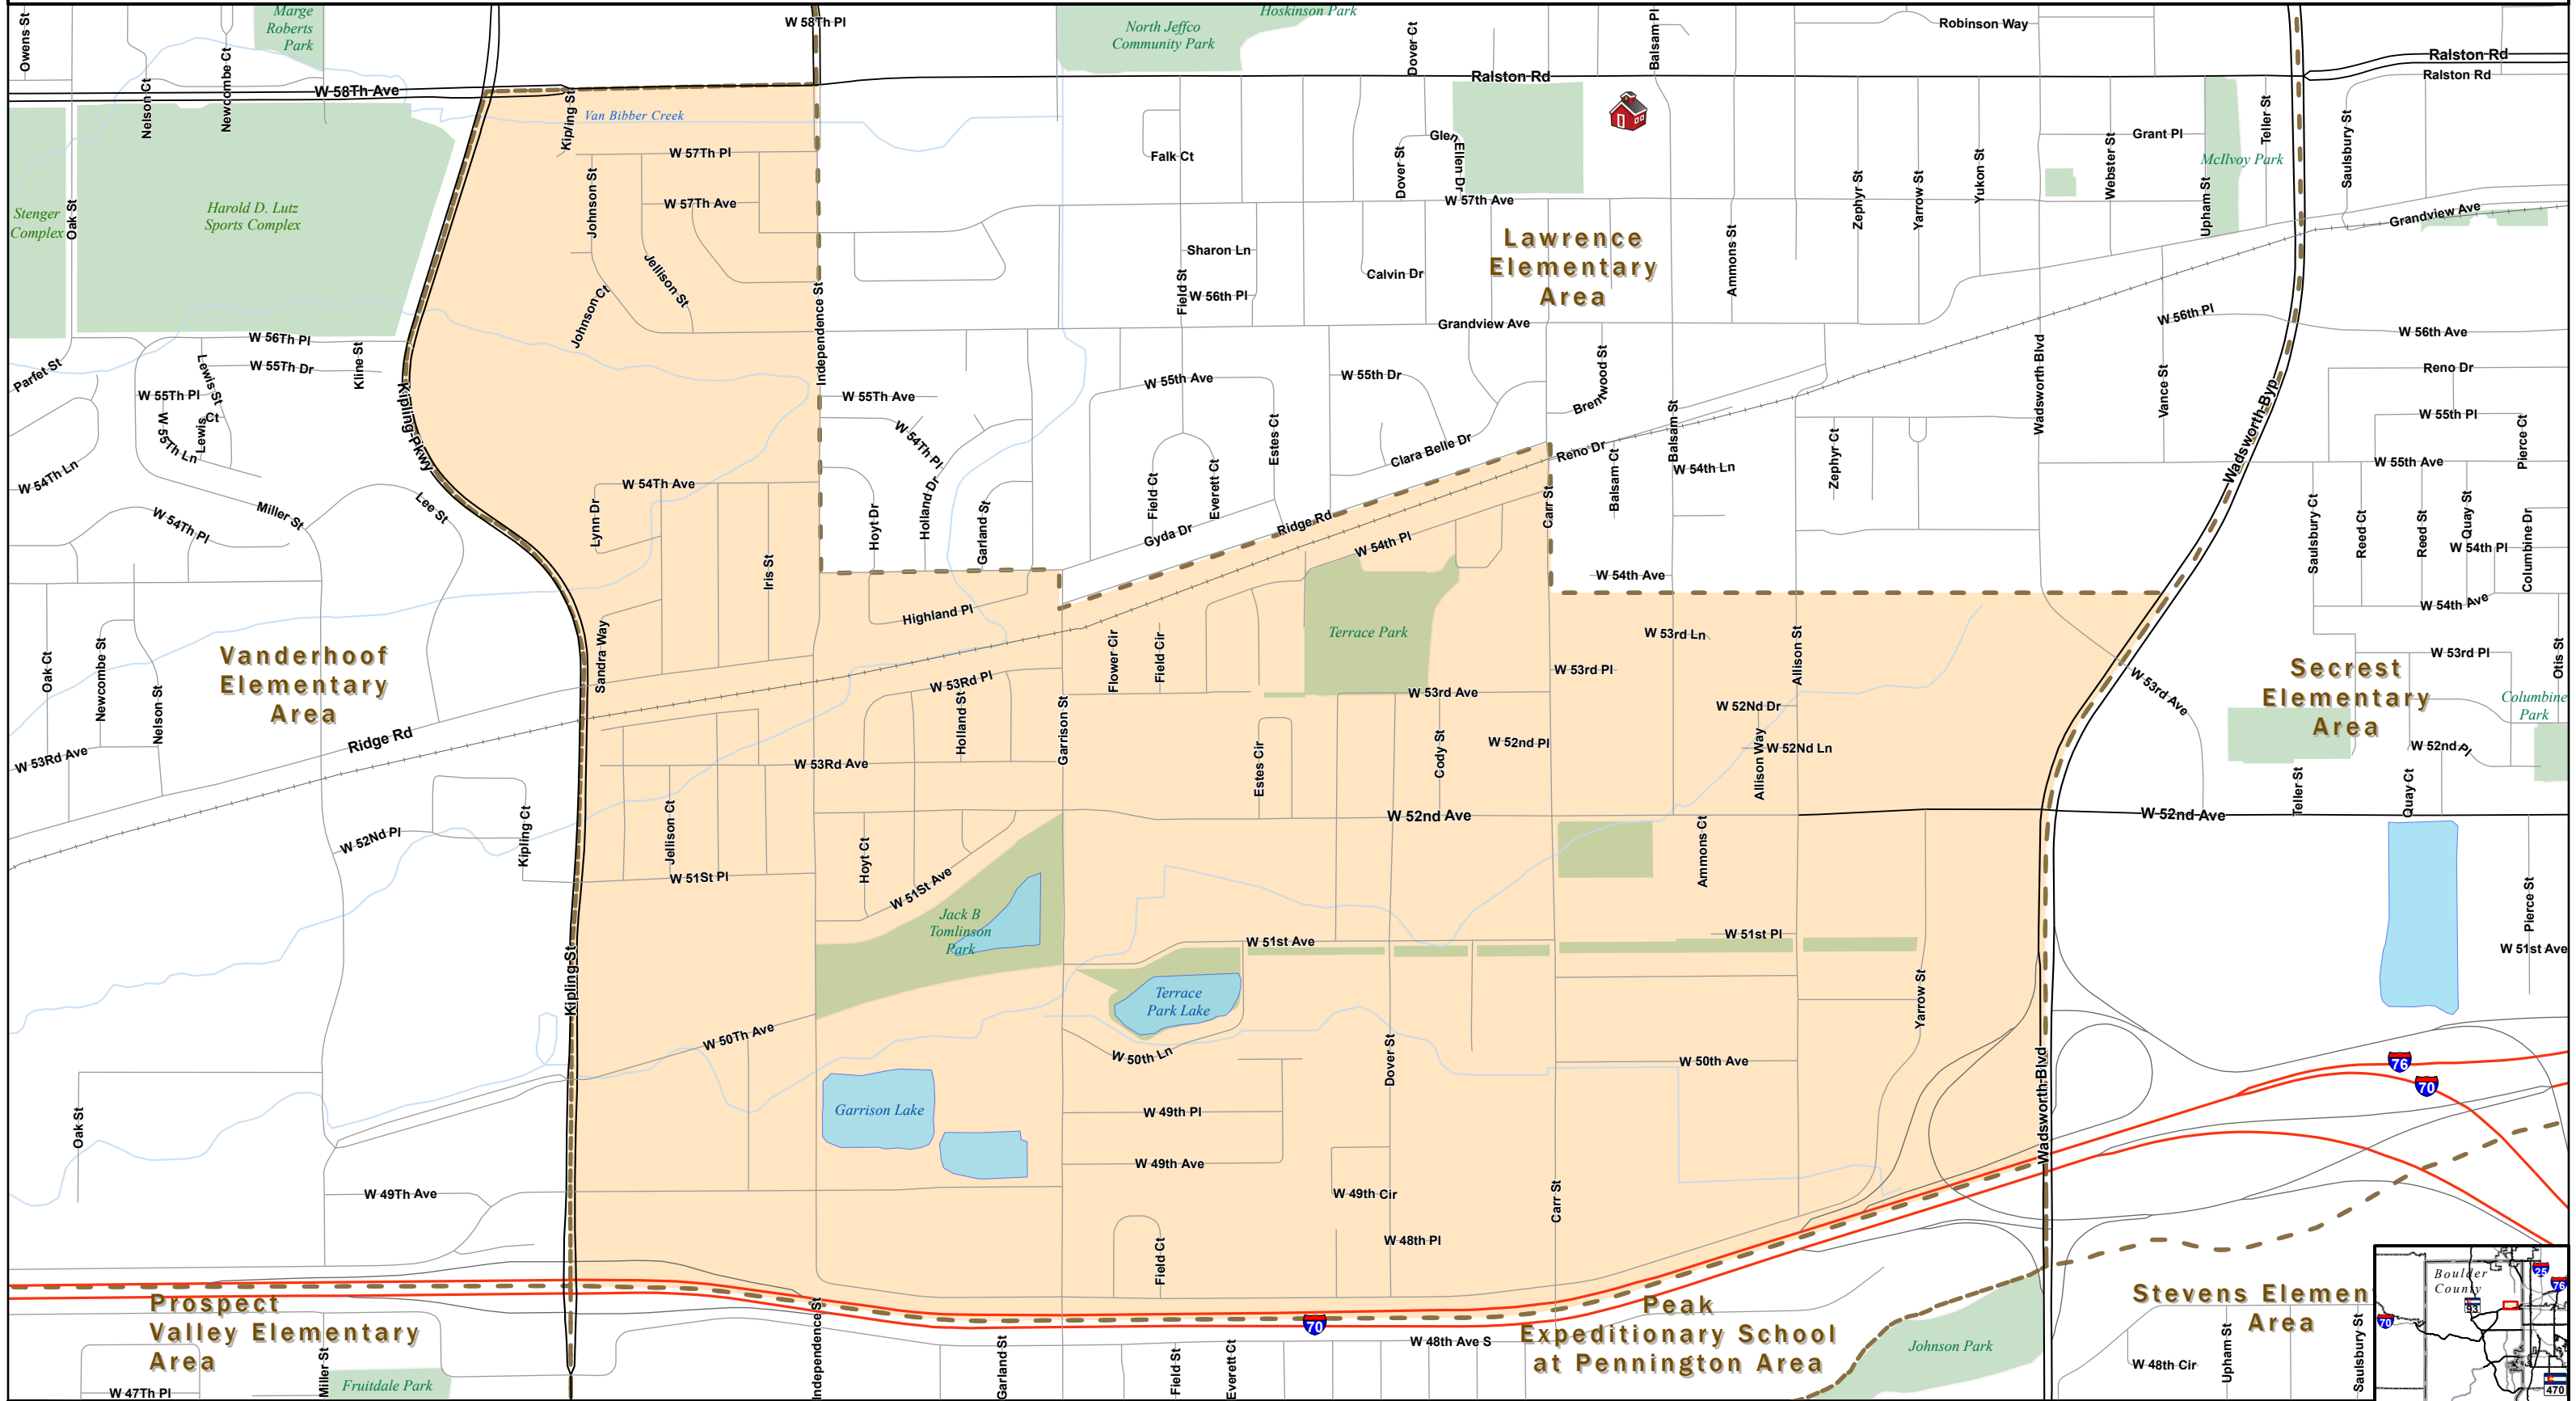 Marge
Roberts
Park
W 58Th Pl
North Jeffco
Community Park
Hoskinson Park
Dover Ct
Balsam Pl
Robinson Way
Owens St
Nelson Ct
Newcombe Ct
W 58Th Ave
Kipling St
Van Bibber Creek
Ralston Rd
Ralston Rd
Ralston Rd
Stenger
Complex
Oak St
Harold D. Lutz
Sports Complex
W 57Th Pl
W 57Th Ave
Johnson St
Jellison St
Johnson Ct
Independence St
Falk Ct
Sharon Ln
Field St
W 56th Pl
Dover St
Glen Ellen Dr
W 57th Ave
Calvin Dr
Lawrence
Elementary
Area
Ammons St
Zephyr St
Yarrow St
Yukon St
Webster St
Grant Pl
Upham St
McIlvoy Park
Teller St
Saulsbury St
Grandview Ave
Grandview Ave
W 56Th Pl
W 55Th Dr
Kline St
Parfet St
Lewis St
W 55Th Pl
Lewis Ct
W 55Th Ln
W 54Th Ln
W 54Th Pl
Miller St
Lee St
Kipling Pkwy
W 55Th Ave
W 54Th Pl
W 55th Ave
W 55th Dr
Estes Ct
Clara Belle Dr
Brentwood St
Reno Dr
Balsam St
Balsam Ct
W 54th Ln
Zephyr Ct
Wadsworth Blvd
Vance St
W 56th Pl
W 56th Ave
Reno Dr
W 55th Pl
Pierce Ct
W 55th Ave
Wadsworth Byp
W 54Th Ave
Lynn Dr
Iris St
Hoyt Dr
Holland Dr
Garland St
Field Ct
Everett Ct
Gyda Dr
Ridge Rd
W 54th Pl
Carr St
W 54th Ave
Saulsbury Ct
Reed Ct
Reed St
Quay St
W 54th Pl
Columbine Dr
W 54th Ave
Highland Pl
Terrace Park
Vanderhoof
Elementary
Area
Oak Ct
Newcombe St
Nelson St
Sandra Way
W 53Rd Pl
Holland St
Garrison St
Flower Cir
Field Cir
W 53rd Ln
W 53rd Pl
W 53rd Ave
Allison St
W 52Nd Dr
W 52Nd Ln
Allison Way
W 53rd Ave
W 53rd Pl
Otis St
Secrest
Elementary
Area
Columbine
Park
W 52nd Pl
W 53Rd Ave
Ridge Rd
W 53Rd Ave
Estes Cir
Cody St
W 52nd Pl
Teller St
Quay Ct
W 52Nd Pl
Kipling Ct
Jellison Ct
W 51St Pl
Hoyt Ct
W 51St Ave
W 52nd Ave
W 52nd Ave
Ammons Ct
Jack B
Tomlinson
Park
W 51st Ave
W 51st Pl
Pierce St
W 51st Ave
Kipling St
Terrace
Park Lake
W 50Th Ave
W 50th Ln
Dover St
W 50th Ave
Yarrow St
Wadsworth Blvd
76
70
Oak St
Garrison Lake
W 49th Pl
W 49th Ave
W 49Th Ave
W 49th Cir
Carr St
W 48th Pl
Field Ct
Prospect
Valley Elementary
Area
Miller St
Fruitdale Park
W 47Th Pl
Independence St
Garland St
Field St
Everett Ct
70
W 48th Ave S
Peak
Expeditionary School
at Pennington Area
Johnson Park
Stevens Elemen
Area
W 48th Cir
Upham St
Saulsbury St
Boulder
County
25
76
93
70
470